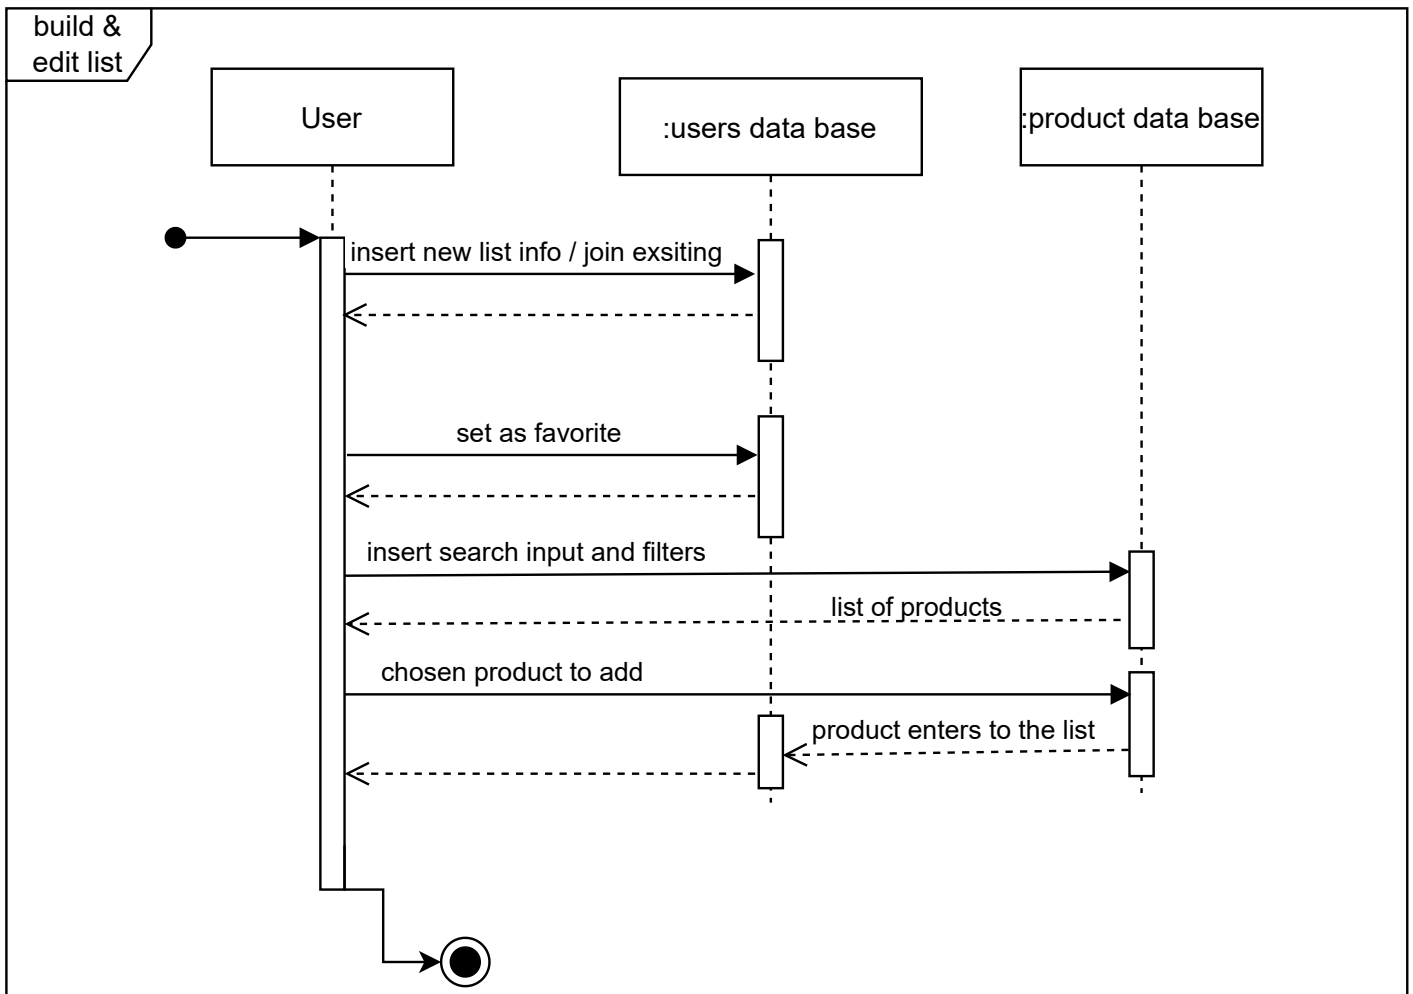 build &
edit list
User
:users data base
:product data base
insert new list info / join exsiting
set as favorite
insert search input and filters
list of products
chosen product to add
product enters to the list